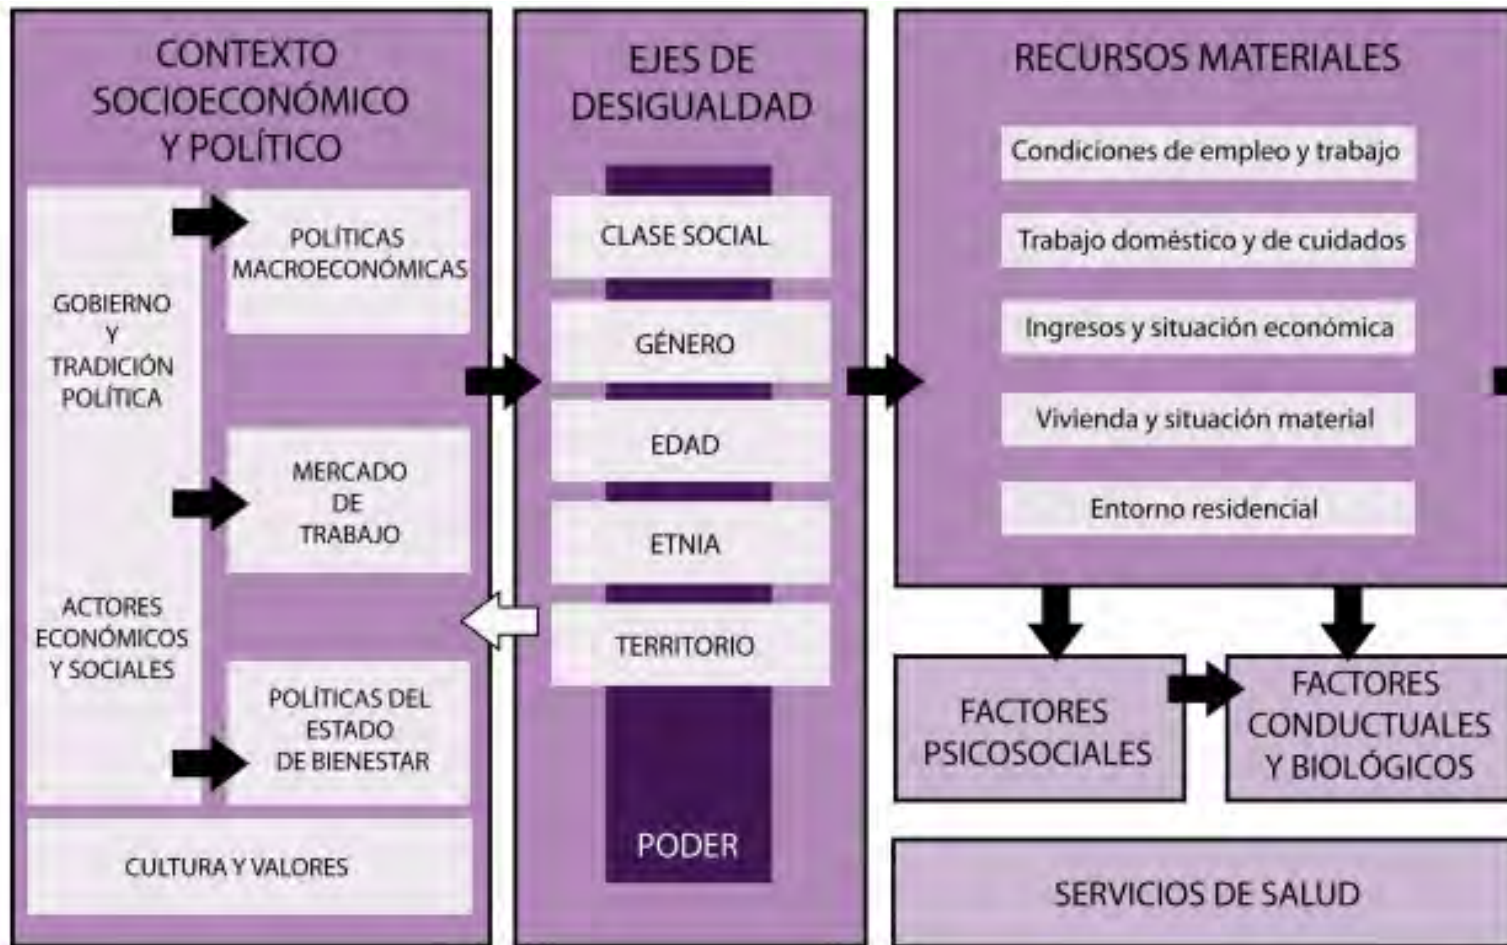 CONTEXTO
SOCIOECONÓMICO
Y POLÍTICO
GOBIERNO
Y
TRADICIÓN
POLÍTICA
ACTORES
ECONÓMICOS
Y SOCIALES
POLÍTICAS
MACROECONÓMICAS
MERCADO
DE
TRABAJO
POLÍTICAS DEL
ESTADO
DE BIENESTAR
CULTURA Y VALORES
EJES DE
DESIGUALDAD
CLASE SOCIAL
GÉNERO
EDAD
ETNIA
TERRITORIO
PODER
RECURSOS MATERIALES
Condiciones de empleo y trabajo
Trabajo doméstico y de cuidados
Ingresos y situación económica
Vivienda y situación material
Entorno residencial
FACTORES
PSICOSOCIALES
FACTORES
CONDUCTUALES
Y BIOLÓGICOS
SERVICIOS DE SALUD